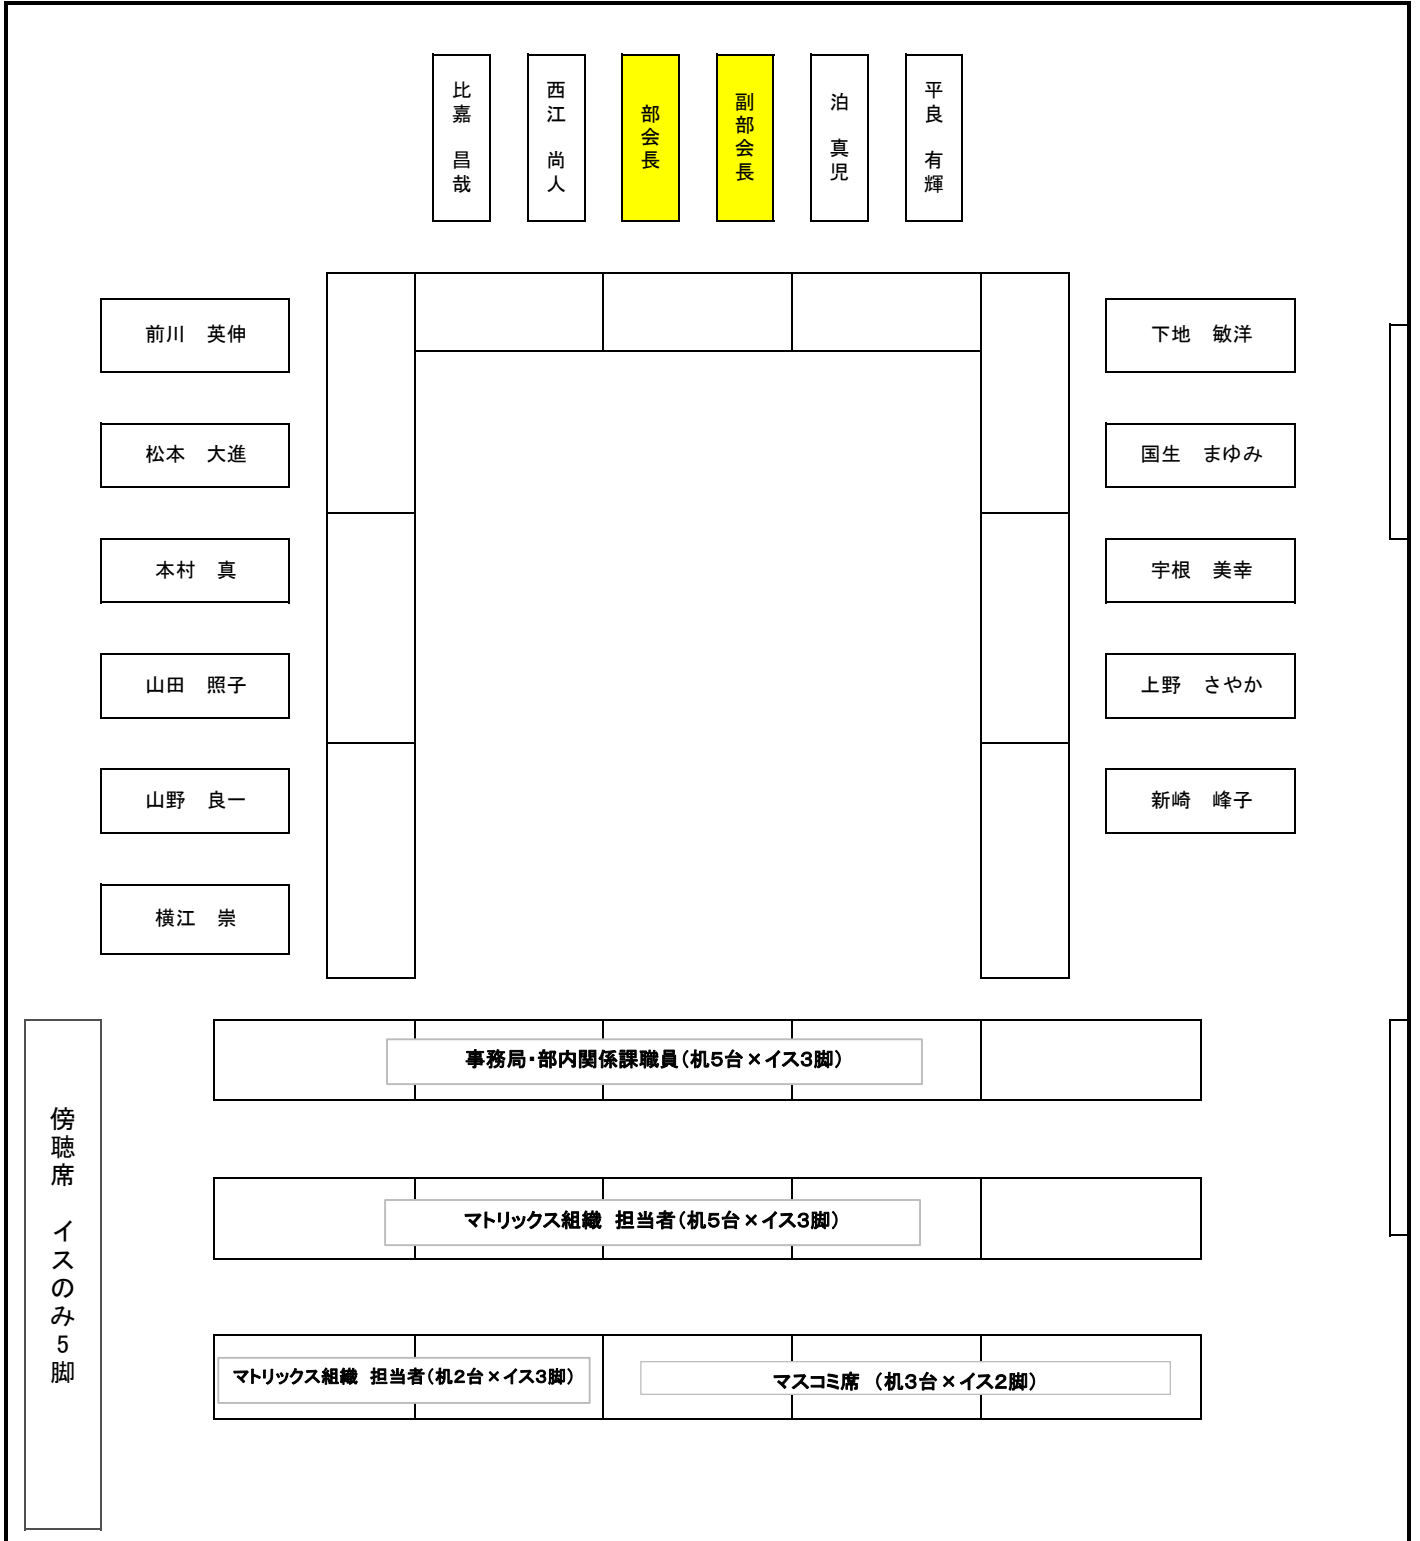 比嘉　昌哉
西江　尚人
部会長
副部会長
泊　真児
平良　有輝
前川　英伸
下地　敏洋
松本　大進
国生　まゆみ
本村　真
宇根　美幸
山田　照子
上野　さやか
山野　良一
新崎　峰子
横江　崇
事務局・部内関係課職員（机５台×イス３脚）
マトリックス組織　担当者（机５台×イス３脚）
マトリックス組織　担当者（机２台×イス３脚）
マスコミ席　（机３台×イス２脚）
傍聴席　イスのみ５脚